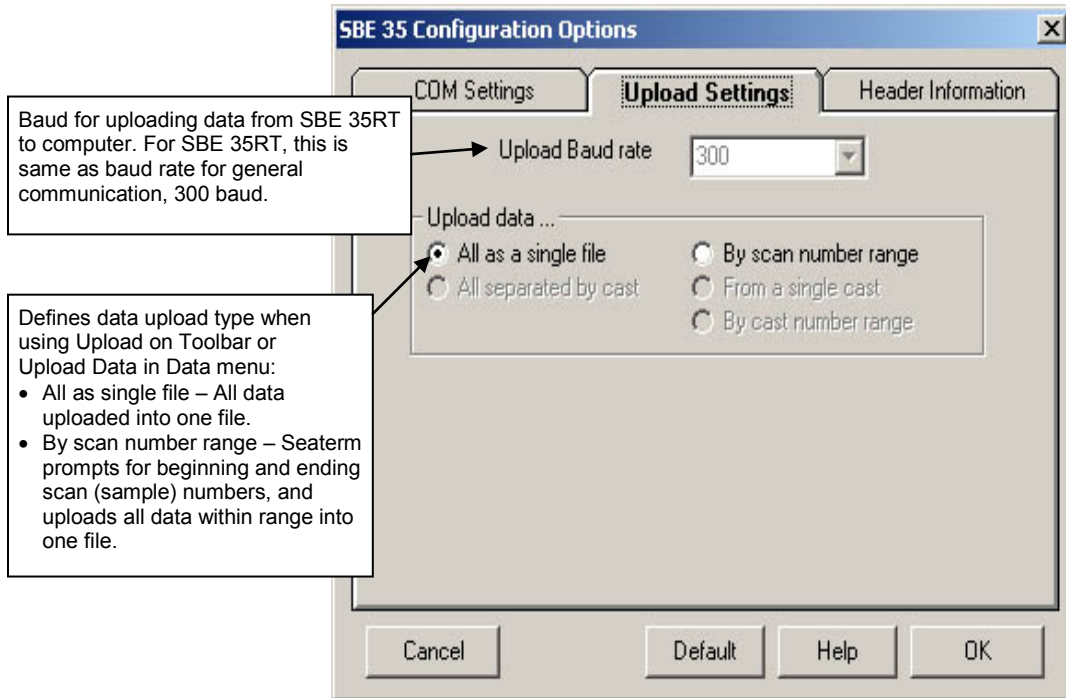 SBE 35 Configuration Options
COM Settings
Upload Settings
Header Information
Baud for uploading data from SBE 35RT
to computer. For SBE 35RT, this is
same as baud rate for general
communication, 300 baud.
Upload Baud rate
300
Upload data ...
All as a single file
By scan number range
All separated by cast
From a single cast
By cast number range
Defines data upload type when
using Upload on Toolbar or
Upload Data in Data menu:
• All as single file – All data
uploaded into one file.
• By scan number range – Seaterm
prompts for beginning and ending
scan (sample) numbers, and
uploads all data within range into
one file.
Cancel
Default
Help
OK